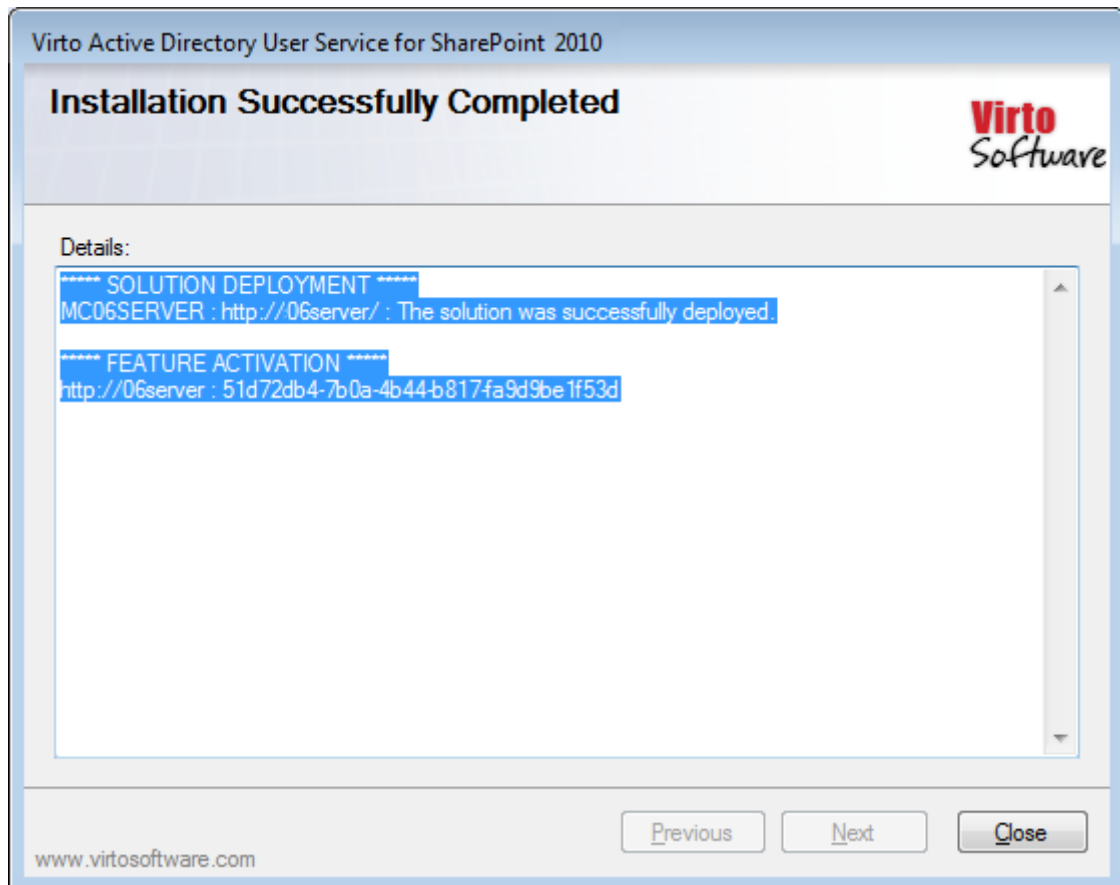 Virto Active Directory User Service for SharePoint 2010
Installation Successfully Completed
Virto
Software
Details:
***** SOLUTION DEPLOYMENT *****
MC06SERVER : http://06server/ : The solution was successfully deployed.
***** FEATURE ACTIVATION *****
http://06server : 51d72db4-7b0a-4b44-b817-fa9d9be1f53d
Previous
Next
Close
www.virtosoftware.com